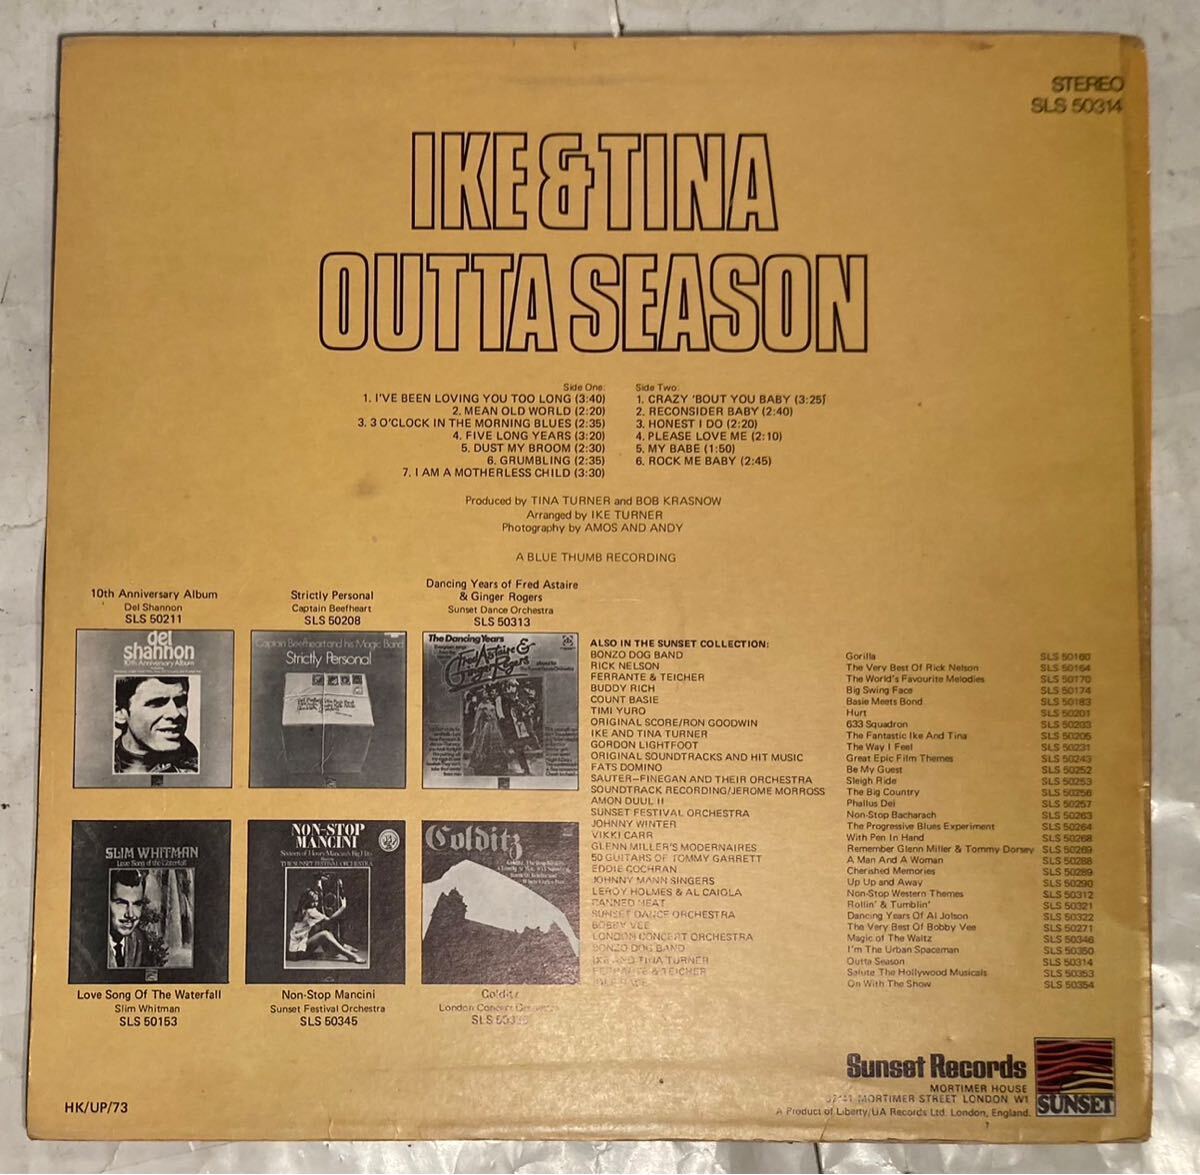 STEREO
SLS 50314
IKE & TINA
OUTTA SEASON
Side One:
1. I'VE BEEN LOVING YOU TOO LONG (3:40)
2. MEAN OLD WORLD (2:20)
3. 3 O'CLOCK IN THE MORNING BLUES (2:35)
4. FIVE LONG YEARS (3:20)
5. DUST MY BROOM (2:30)
6. GRUMBLING (2:35)
7. I AM A MOTHERLESS CHILD (3:30)
Side Two:
1. CRAZY 'BOUT YOU BABY (3:25)
2. RECONSIDER BABY (2:40)
3. HONEST I DO (2:20)
4. PLEASE LOVE ME (2:10)
5. MY BABE (1:50)
6. ROCK ME BABY (2:45)
Produced by TINA TURNER and BOB KRASNOW
Arranged by IKE TURNER
Photography by AMOS AND ANDY
A BLUE THUMB RECORDING
10th Anniversary Album
Del Shannon
SLS 50211
Strictly Personal
Captain Beefheart
SLS 50208
Dancing Years of Fred Astaire
& Ginger Rogers
Sunset Dance Orchestra
SLS 50313
del
shannon
10th Anniversary Album
Captain Beefheart and his Magic Band
Strictly Personal
The Dancing Years
Fred Astaire &
Ginger Rogers
SLIM WHITMAN
Love Song of the Waterfall
NON-STOP
MANCINI
THE SUNSET FESTIVAL ORCHESTRA
Colditz
Love Song Of The Waterfall
Slim Whitman
SLS 50153
Non-Stop Mancini
Sunset Festival Orchestra
SLS 50345
Colditz
London Concert
ALSO IN THE SUNSET COLLECTION:
BONZO DOG BAND Gorilla SLS 50160
RICK NELSON The Very Best Of Rick Nelson SLS 50164
FERRANTE & TEICHER The World's Favourite Melodies SLS 50170
BUDDY RICH Big Swing Face SLS 50174
COUNT BASIE Basie Meets Bond SLS 50183
TIMI YURO Hurt SLS 50201
ORIGINAL SCORE/RON GOODWIN 633 Squadron SLS 50203
IKE AND TINA TURNER The Fantastic Ike And Tina SLS 50205
GORDON LIGHTFOOT The Way I Feel SLS 50231
ORIGINAL SOUNDTRACKS AND HIT MUSIC Great Epic Film Themes SLS 50243
FATS DOMINO Be My Guest SLS 50252
SAUTER-FINEGAN AND THEIR ORCHESTRA Sleigh Ride SLS 50253
SOUNDTRACK RECORDING/JEROME MORROSS The Big Country SLS 50256
AMON DUUL II Phallus Dei SLS 50257
SUNSET FESTIVAL ORCHESTRA Non-Stop Bacharach SLS 50263
JOHNNY WINTER The Progressive Blues Experiment SLS 50264
VIKKI CARR With Pen In Hand SLS 50268
GLENN MILLER'S MODERNAIRES Remember Glenn Miller & Tommy Dorsey SLS 50269
50 GUITARS OF TOMMY GARRETT A Man And A Woman SLS 50288
EDDIE COCHRAN Cherished Memories SLS 50289
JOHNNY MANN SINGERS Up Up and Away SLS 50290
LEROY HOLMES & AL CAIOLA Non-Stop Western Themes SLS 50312
CANNED HEAT Rollin' & Tumblin' SLS 50321
SUNSET DANCE ORCHESTRA Dancing Years Of Al Jolson SLS 50322
BOBBY VEE The Very Best Of Bobby Vee SLS 50271
LONDON CONCERT ORCHESTRA Magic of The Waltz SLS 50346
BONZO DOG BAND I'm The Urban Spaceman SLS 50350
IKE AND TINA TURNER Outta Season SLS 50314
FERRANTE & TEICHER Salute The Hollywood Musicals SLS 50353
On With The Show SLS 50354
HK/UP/73
Sunset Records
MORTIMER HOUSE
MORTIMER STREET LONDON W1
A Product of Liberty/UA Records Ltd. London, England.
SUNSET